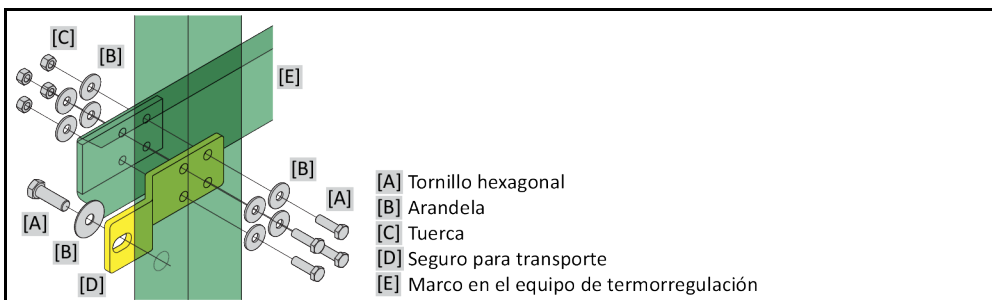 [C]
[B]
[E]
[B]
[A]
[A]
[B]
[D]
[A] Tornillo hexagonal
[B] Arandela
[C] Tuerca
[D] Seguro para transporte
[E] Marco en el equipo de termorregulación